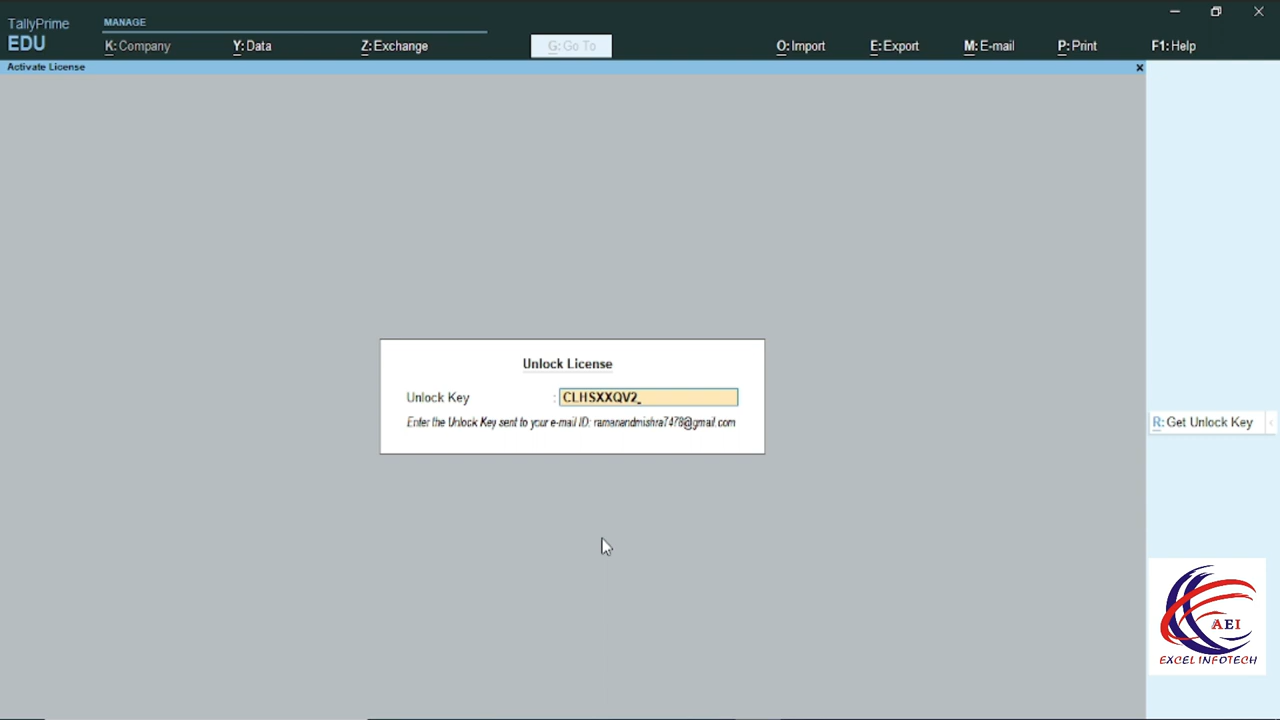 TallyPrime
EDU
MANAGE
K: Company
Y: Data
Z: Exchange
G: Go To
O: Import
E: Export
M: E-mail
P: Print
F1: Help
Activate License
Unlock License
Unlock Key : CLHSXXQV2_
Enter the Unlock Key sent to your e-mail ID: ramanandmishra7478@gmail.com
R: Get Unlock Key
AEI
EXCEL INFOTECH